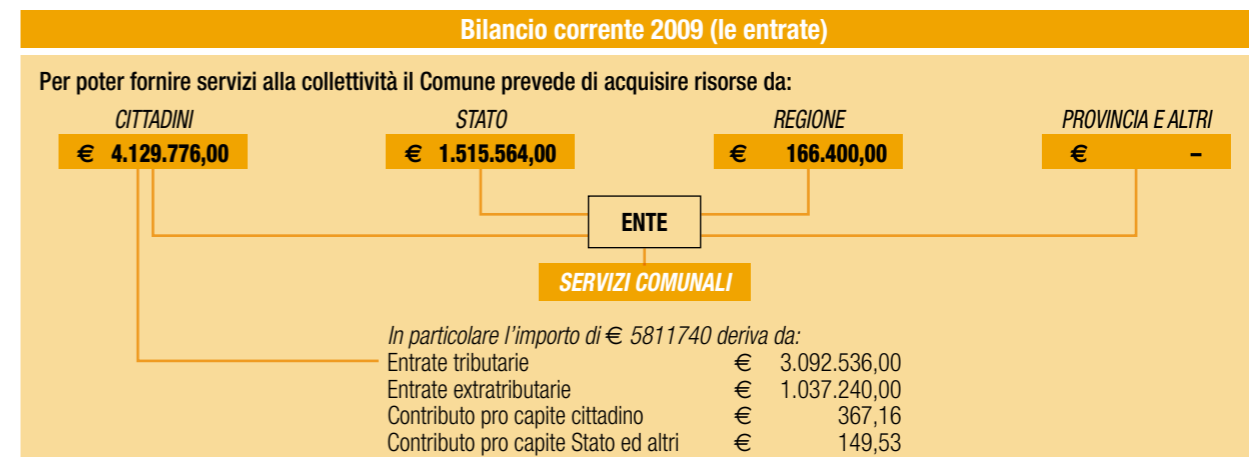 Bilancio corrente 2009 (le entrate)
Per poter fornire servizi alla collettività il Comune prevede di acquisire risorse da:
CITTADINI STATO REGIONE PROVINCIA E ALTRI
€ 4.129.776,00 € 1.515.564,00 € 166.400,00 € –
ENTE
SERVIZI COMUNALI
In particolare l'importo di € 5811740 deriva da:
Entrate tributarie € 3.092.536,00
Entrate extratributarie € 1.037.240,00
Contributo pro capite cittadino € 367,16
Contributo pro capite Stato ed altri € 149,53